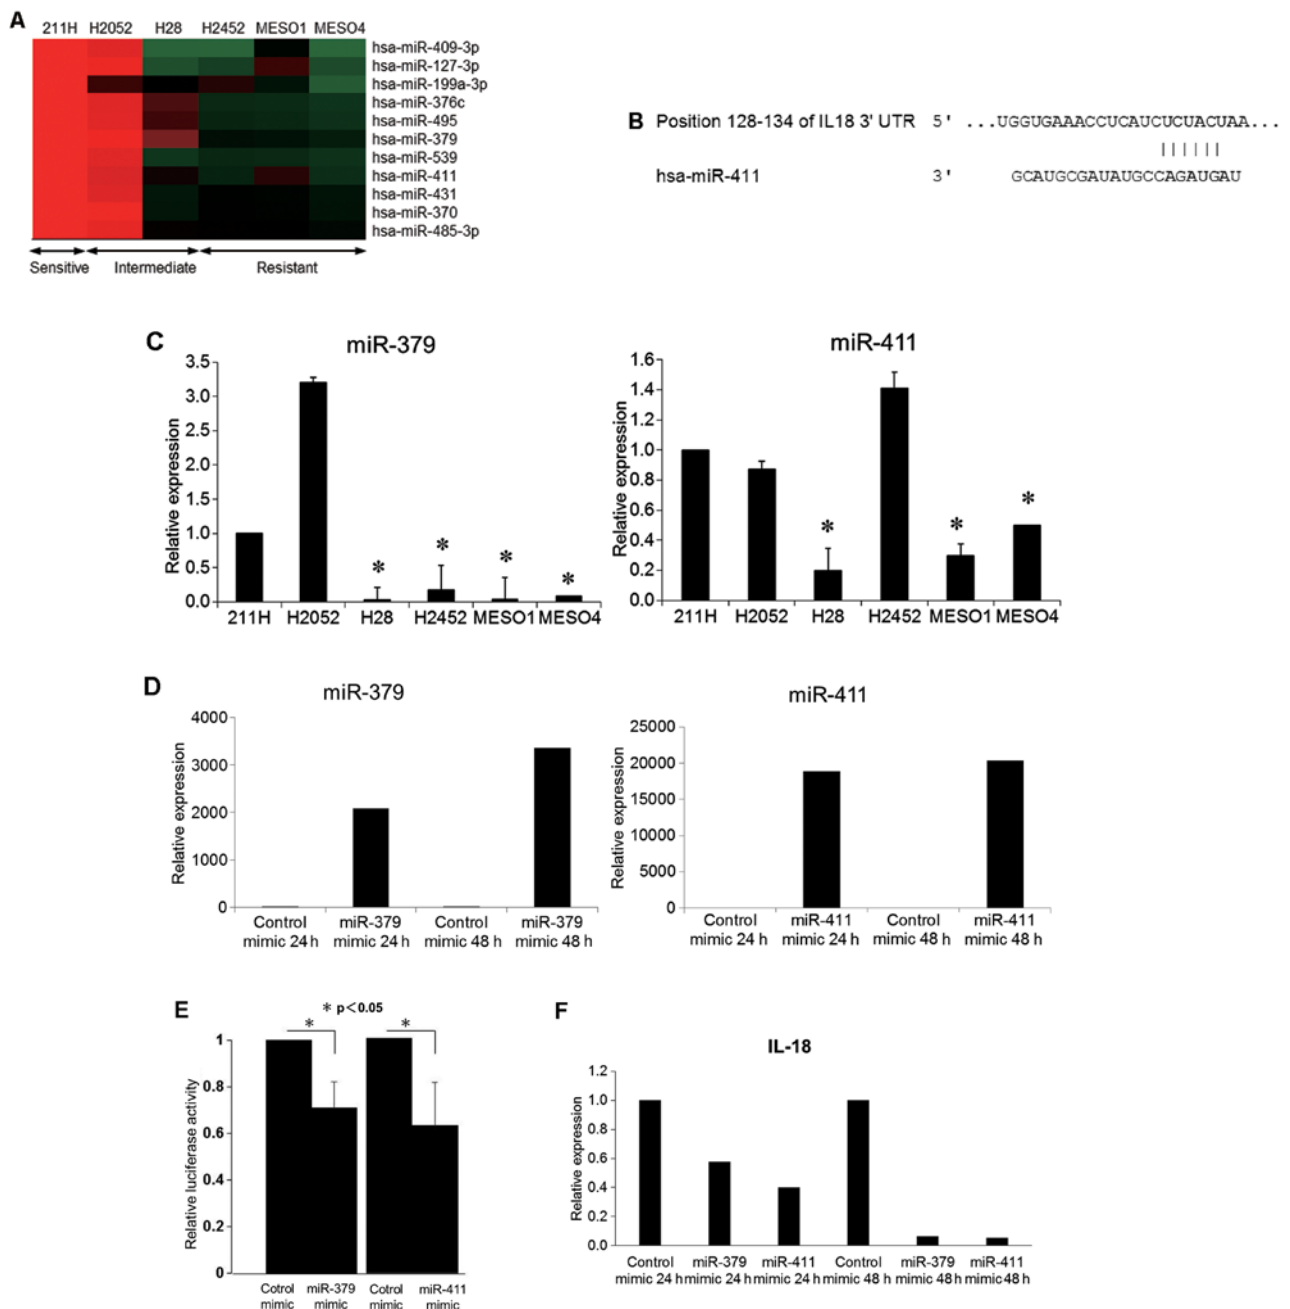 A
211H H2052 H28 H2452 MESO1 MESO4
hsa-miR-409-3p
hsa-miR-127-3p
hsa-miR-199a-3p
hsa-miR-376c
hsa-miR-495
hsa-miR-379
hsa-miR-539
hsa-miR-411
hsa-miR-431
hsa-miR-370
hsa-miR-485-3p
Sensitive Intermediate Resistant
B Position 128-134 of IL18 3' UTR 5' ...UGGUGAAACCUCAUCUCUACUAA...
hsa-miR-411 3' GCAUGCGAUAUGCCAGAUGAU
C
miR-379
Relative expression
3.5
3.0
2.5
2.0
1.5
1.0
0.5
0.0
* * * *
211H H2052 H28 H2452 MESO1 MESO4
miR-411
Relative expression
1.6
1.4
1.2
1.0
0.8
0.6
0.4
0.2
0.0
* * *
211H H2052 H28 H2452 MESO1 MESO4
D
miR-379
Relative expression
4000
3000
2000
1000
0
Control miR-379 Control miR-379
mimic 24 h mimic 24 h mimic 48 h mimic 48 h
miR-411
Relative expression
25000
20000
15000
10000
5000
0
Control miR-411 Control miR-411
mimic 24 h mimic 24 h mimic 48 h mimic 48 h
E
* p<0.05
* *
Relative luciferase activity
1
0.8
0.6
0.4
0.2
0
Cotrol miR-379 Cotrol miR-411
mimic mimic mimic mimic
F
IL-18
Relative expression
1.2
1.0
0.8
0.6
0.4
0.2
0.0
Control miR-379 miR-411 Control miR-379 miR-411
mimic 24 h mimic 24 h mimic 24 h mimic 48 h mimic 48 h mimic 48 h